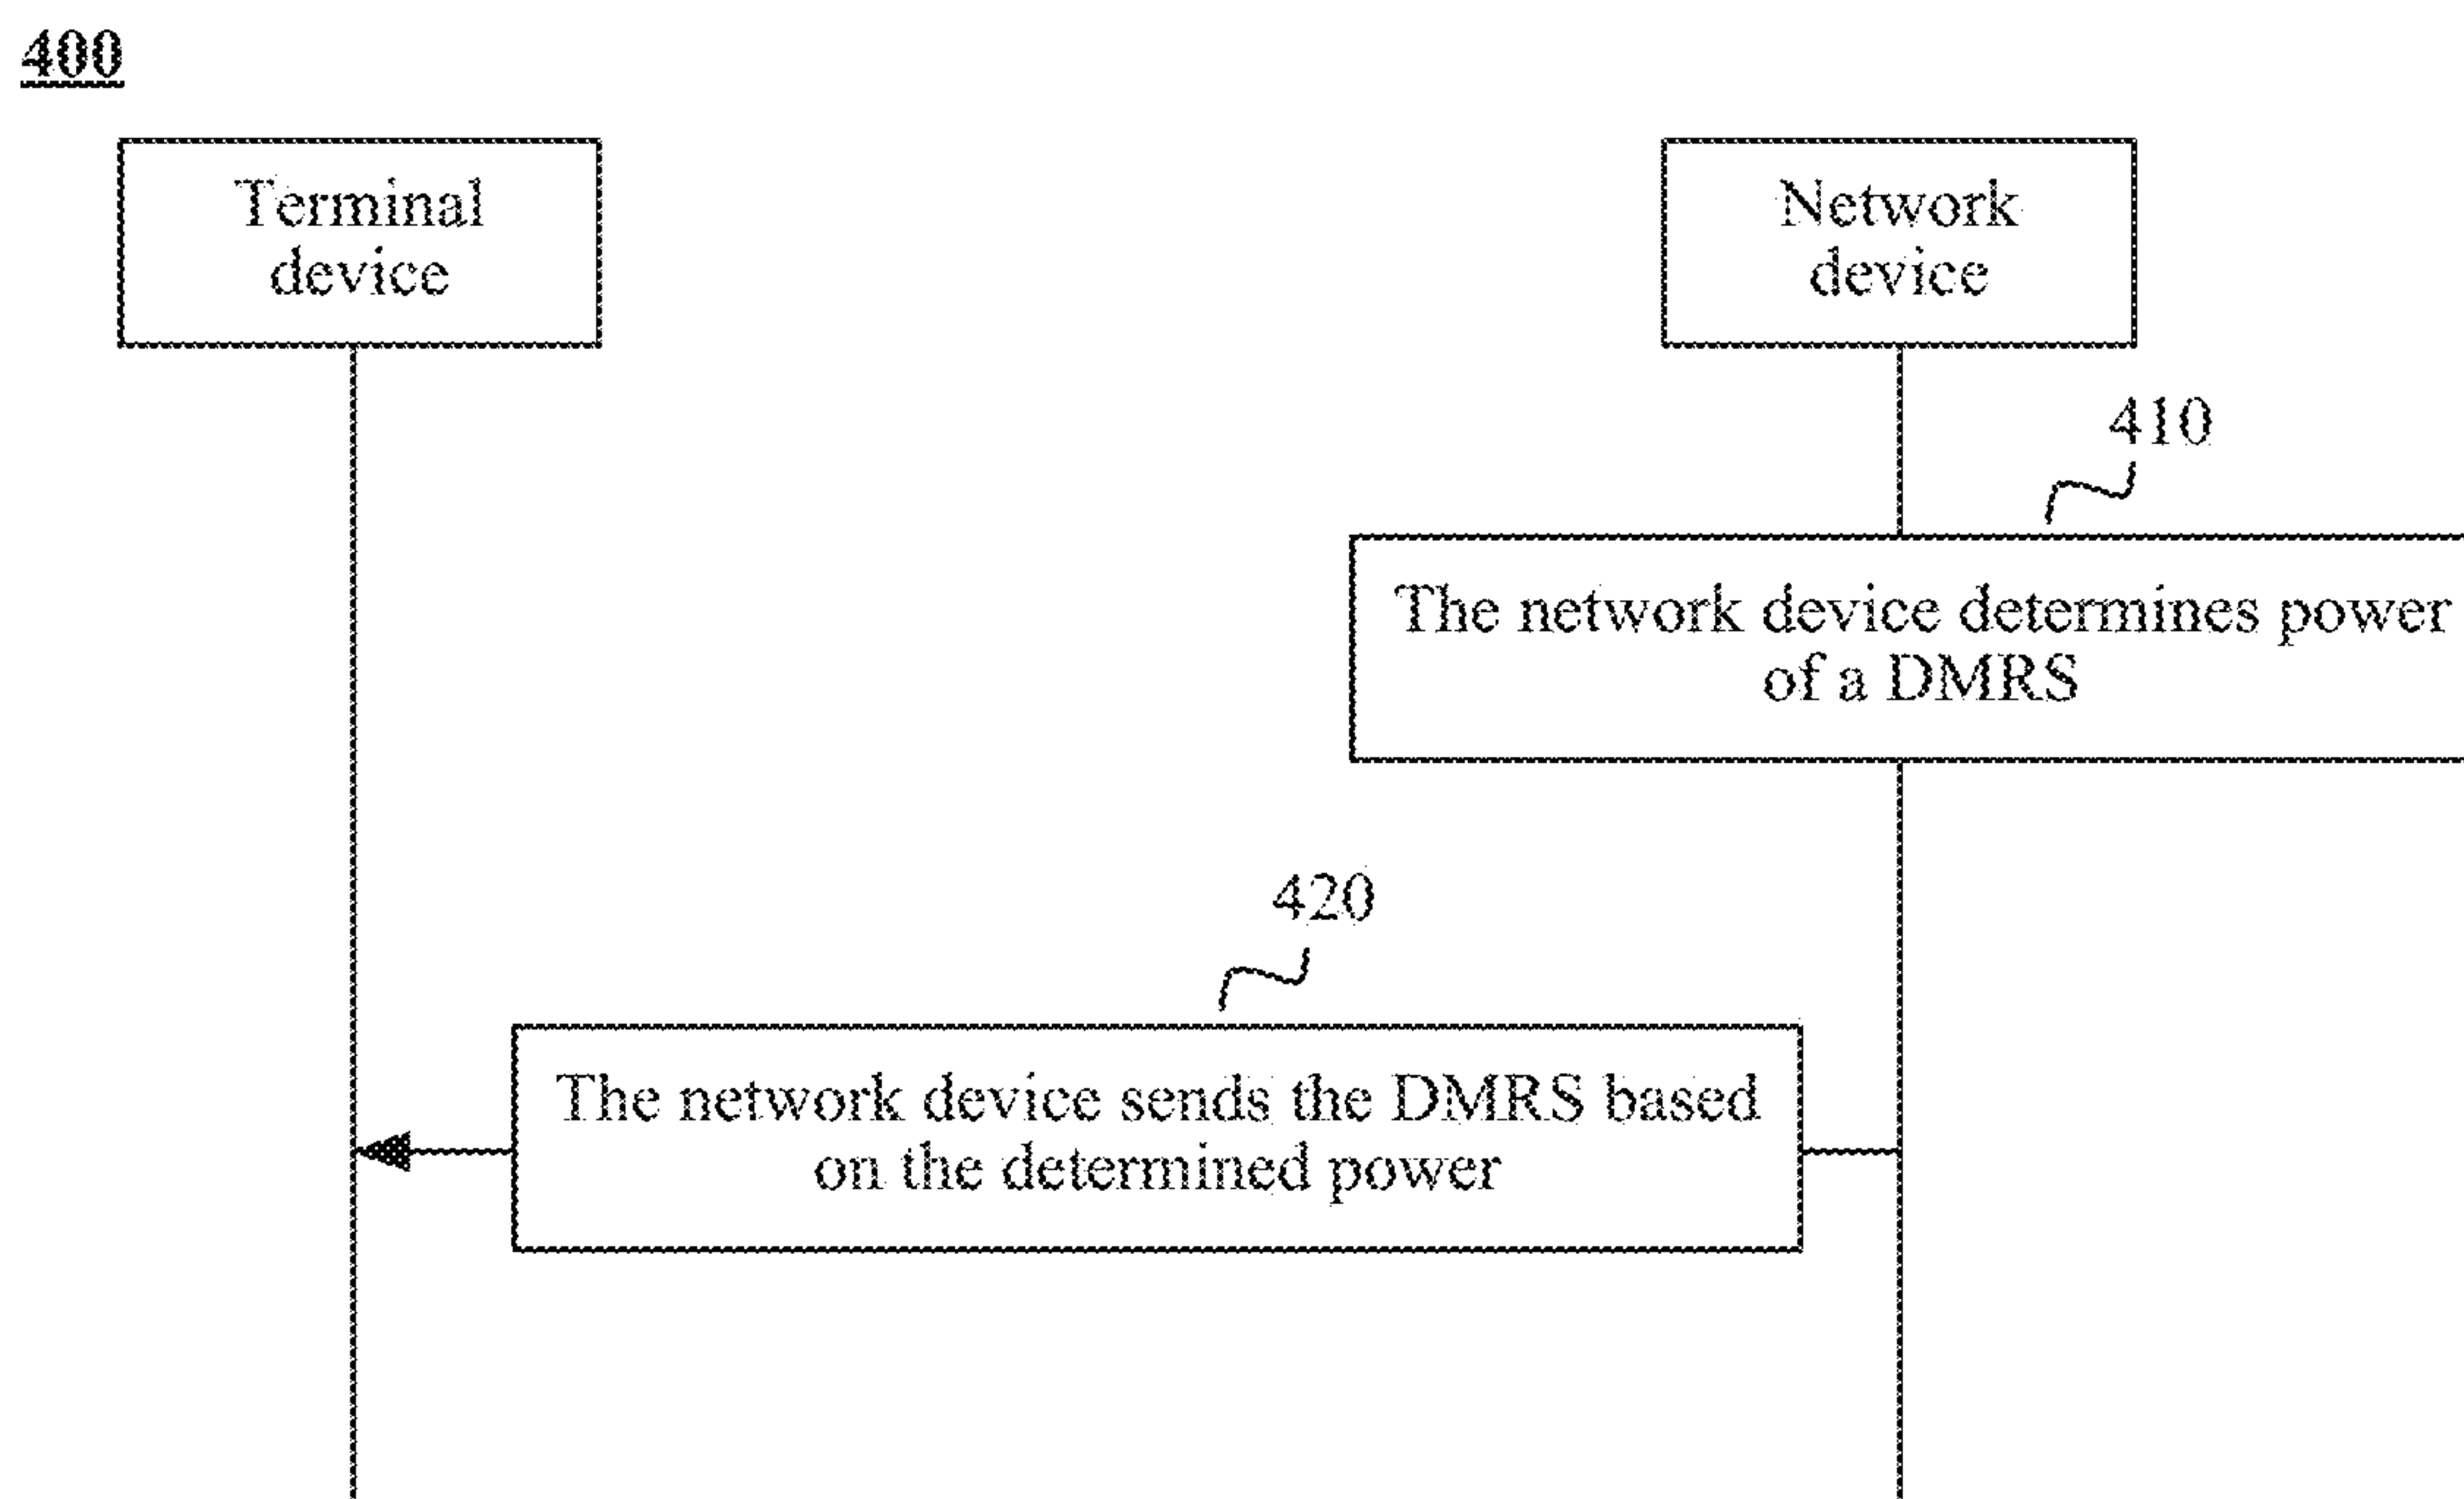 400
Terminal
device
Network
device
410
The network device determines power
of a DMRS
420
The network device sends the DMRS based
on the determined power